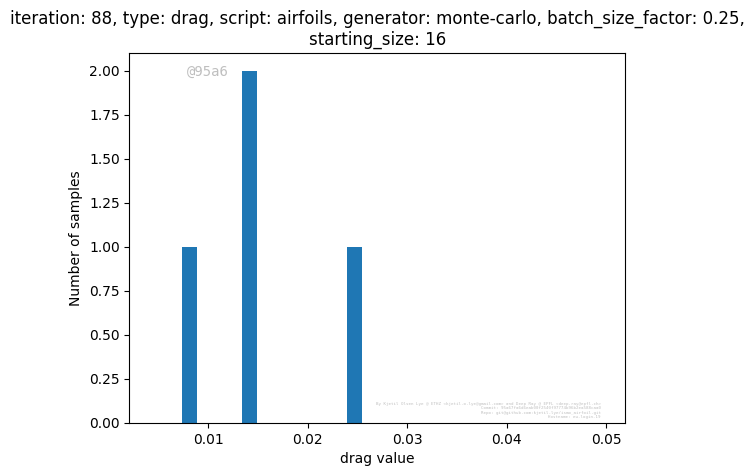 iteration: 88, type: drag, script: airfoils, generator: monte-carlo, batch_size_factor: 0.25,
starting_size: 16
@95a6
2.00
1.75
1.50
1.25
1.00
0.75
0.50
0.25
0.00
Number of samples
0.01
0.02
0.03
0.04
0.05
drag value